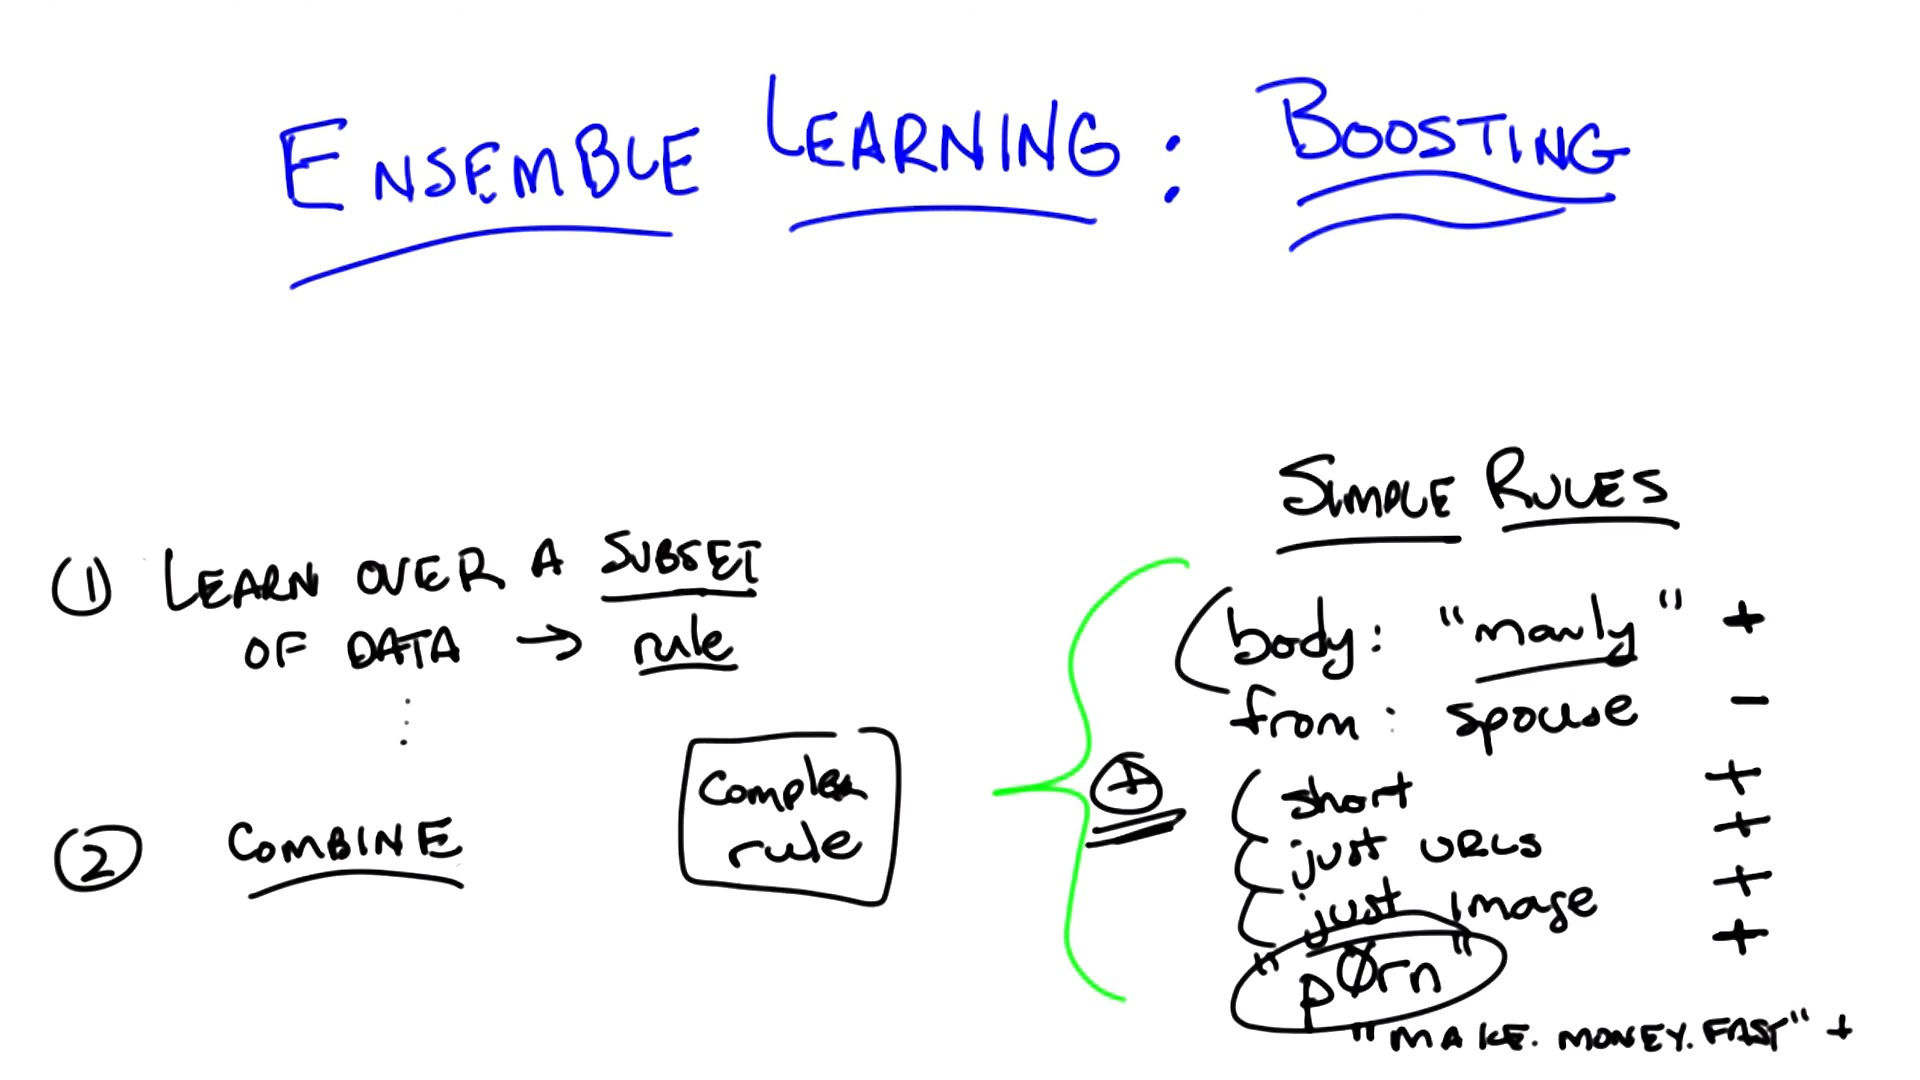 ENSEMBLE LEARNING: BOOSTING
SIMPLE RULES
① LEARN OVER A SUBSET
OF DATA → rule
⋮
② COMBINE
Complex
rule
+
body: "manly" +
from: spouse -
short +
just URLS +
just image +
"pØrn" +
"MAKE. MONEY. FAST" +